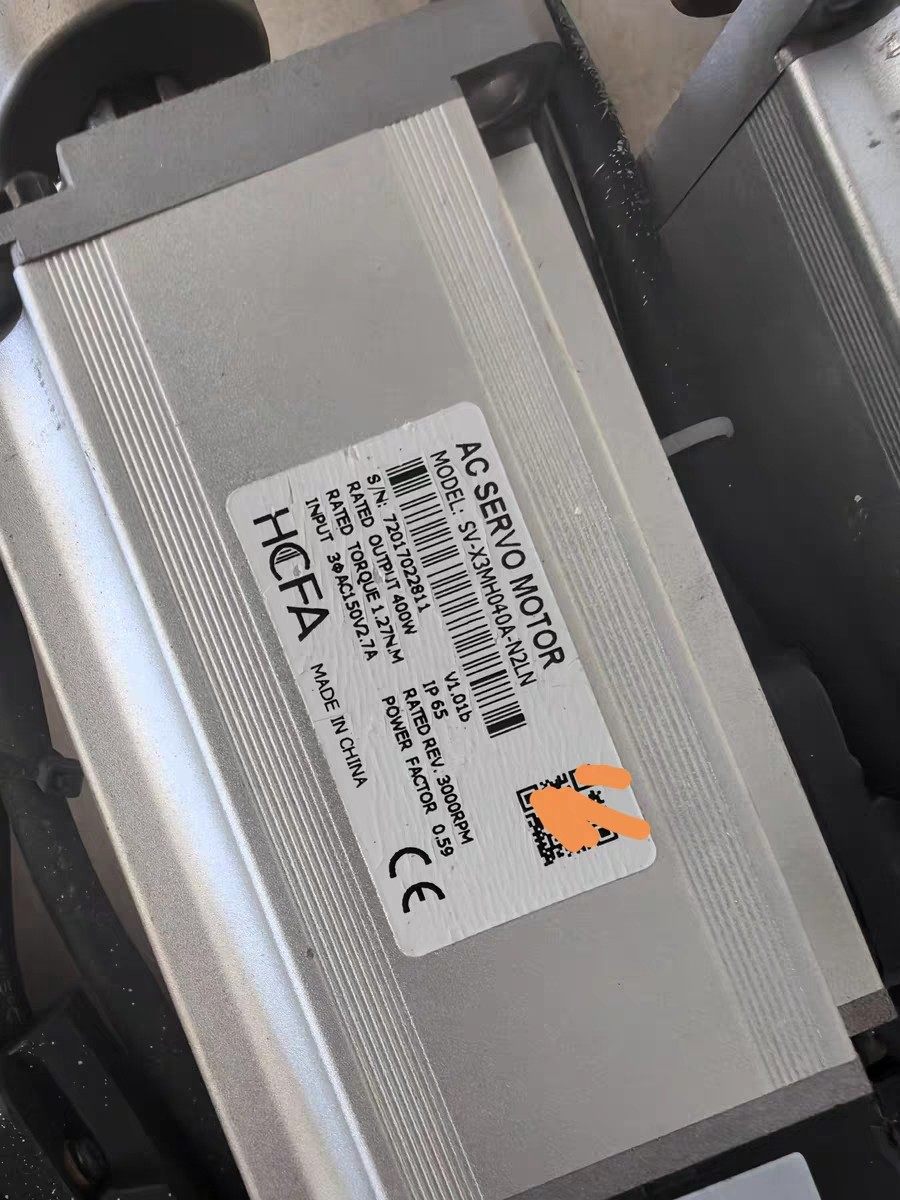 AC SERVO MOTOR
MODEL: SV-X3MH040A-N2LN
S/N: 72017022811 V1.01b
RATED OUTPUT 400W IP 65
RATED TORQUE 1.27N.M RATED REV. 3000RPM
INPUT 3ΦAC150V2.7A POWER FACTOR 0.59
HCFA MADE IN CHINA CE